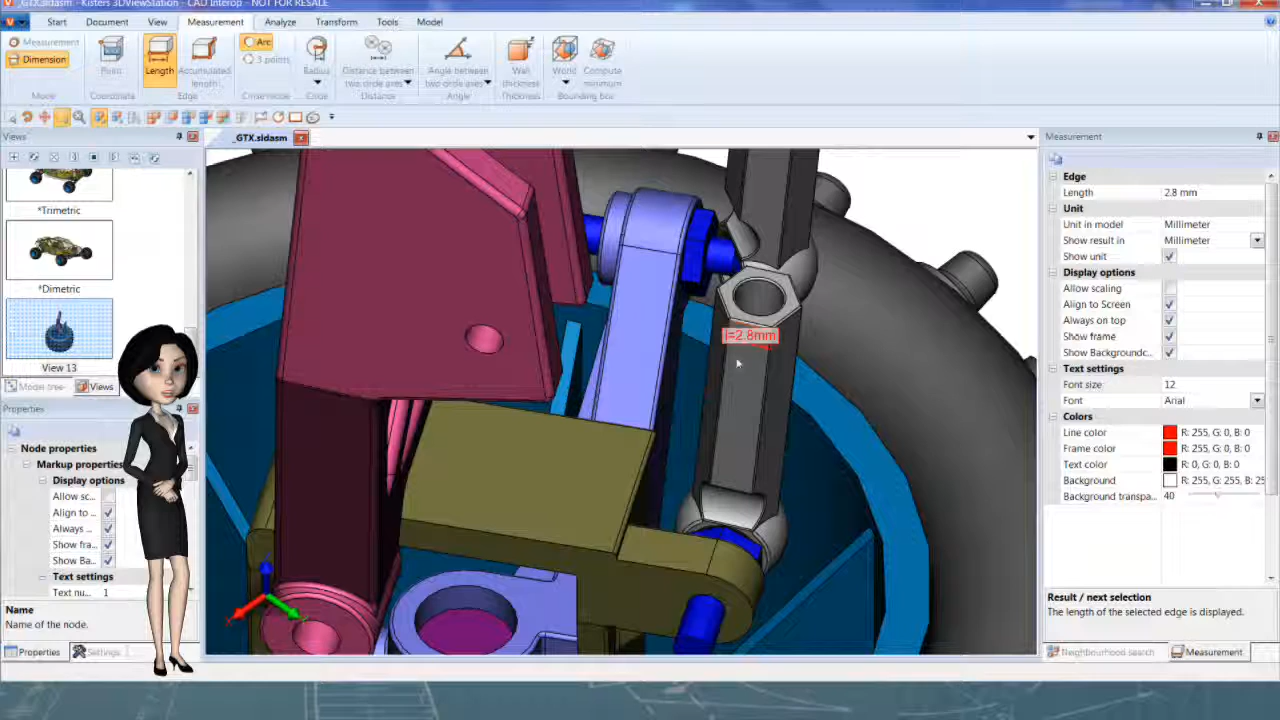 _GTX.sldasm - Kisters 3DViewStation - CAD Interop - NOT FOR RESALE
Start Document View Measurement Analyze Transform Tools Model
Measurement
Dimension
Mode
Point
Coordinate
Length
Accumulated length
Edge
Arc
3 points
Circle mode
Radius
Circle
Distance between two circle axes
Distance
Angle between two circle axes
Angle
Wall thickness
Thickness
World
Compute minimum
Bounding Box
Views
*Trimetric
*Dimetric
View 13
Model tree
Views
Properties
Node properties
Markup properties
Display options
Allow sc...
Align to ...
Always ...
Show fra...
Show Ba...
Text settings
Text nu... 1
Name
Name of the node.
Properties
Settings
_GTX.sldasm
l=2.8mm
Measurement
Edge
Length 2.8 mm
Unit
Unit in model Millimeter
Show result in Millimeter
Show unit
Display options
Allow scaling
Align to Screen
Always on top
Show frame
Show Backgroundc...
Text settings
Font size 12
Font Arial
Colors
Line color R: 255, G: 0, B: 0
Frame color R: 255, G: 0, B: 0
Text color R: 0, G: 0, B: 0
Background R: 255, G: 255, B: 25
Background transpa... 40
Result / next selection
The length of the selected edge is displayed.
Neighbourhood search
Measurement